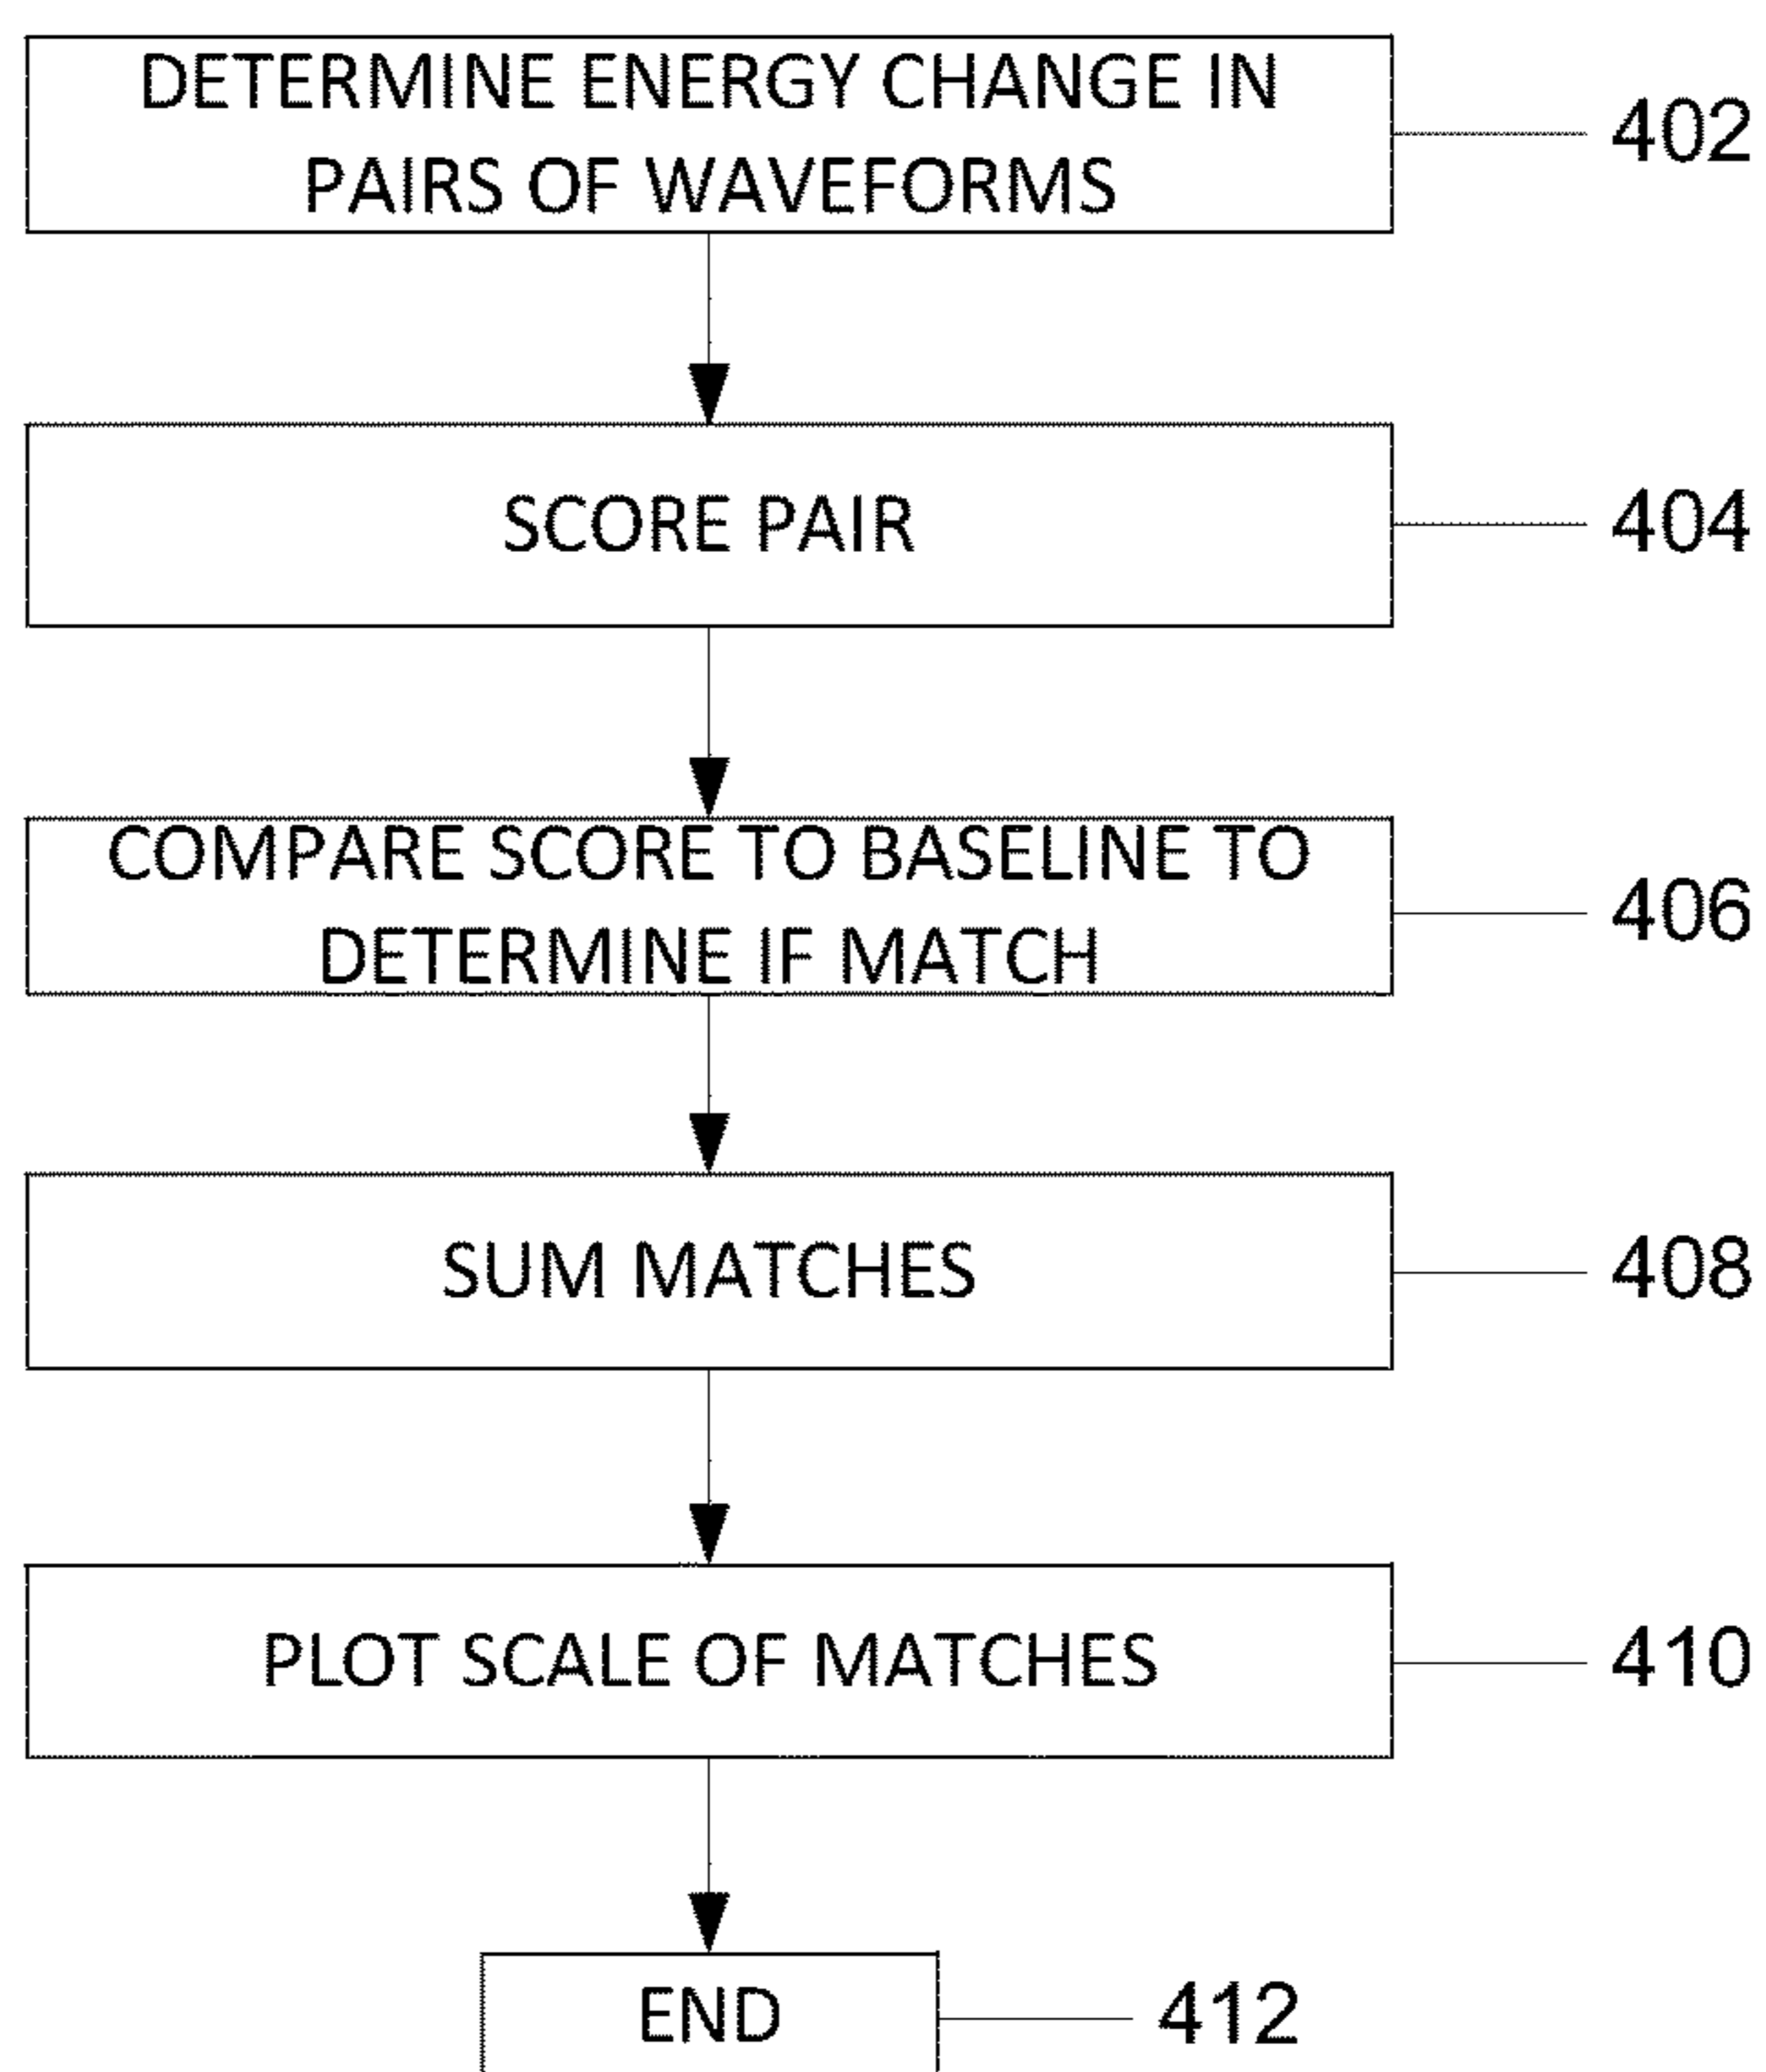 DETERMINE ENERGY CHANGE IN
PAIRS OF WAVEFORMS
402
SCORE PAIR
404
COMPARE SCORE TO BASELINE TO
DETERMINE IF MATCH
406
SUM MATCHES
408
PLOT SCALE OF MATCHES
410
END
412